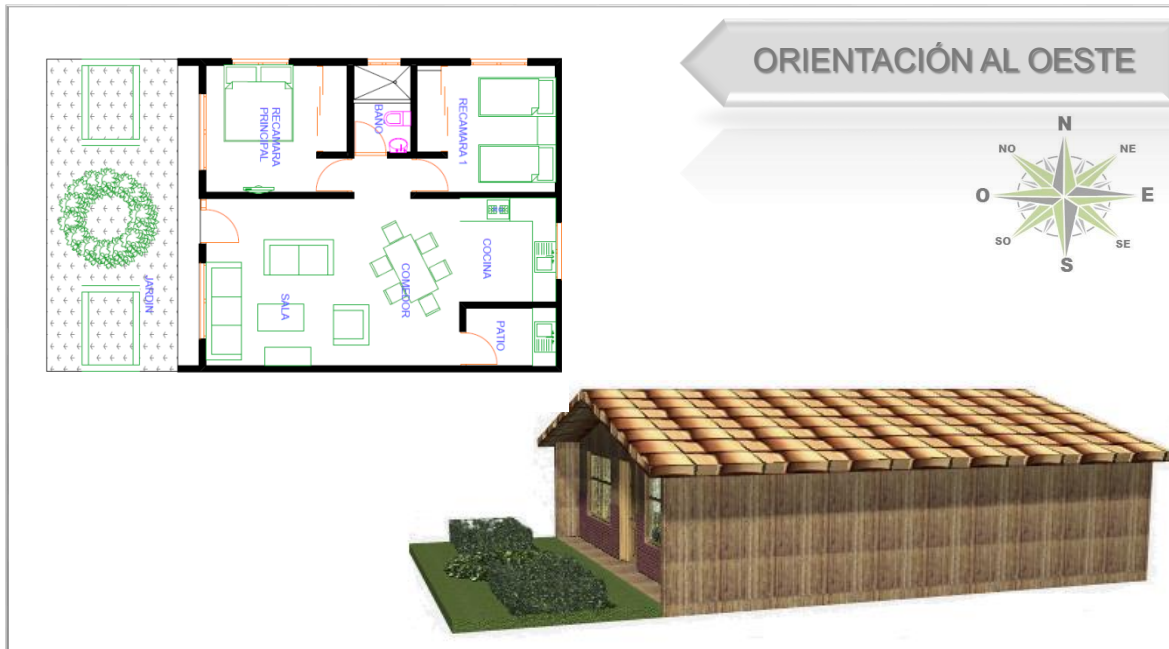 ORIENTACIÓN AL OESTE
N
NO
NE
O
E
SO
SE
S
RECAMARA
PRINCIPAL
BAÑO
RECAMARA 1
COCINA
COMEDOR
SALA
JARDIN
PATIO